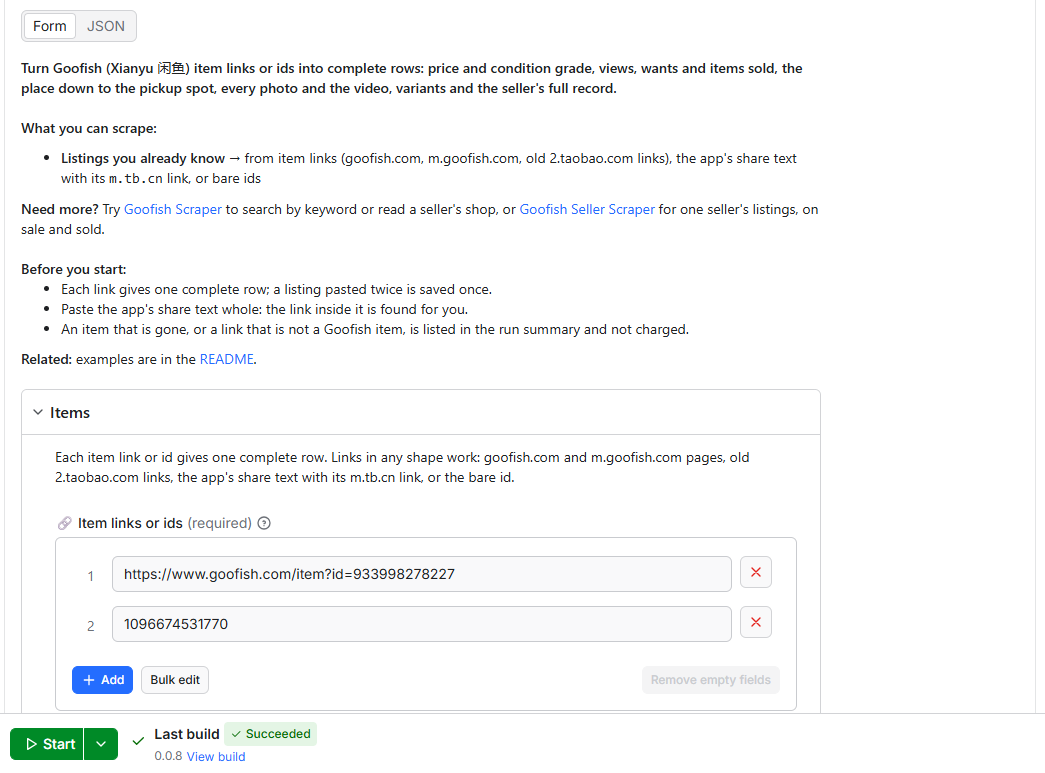 Form JSON
Turn Goofish (Xianyu 闲鱼) item links or ids into complete rows: price and condition grade, views, wants and items sold, the
place down to the pickup spot, every photo and the video, variants and the seller's full record.
What you can scrape:
Listings you already know → from item links (goofish.com, m.goofish.com, old 2.taobao.com links), the app's share text
with its m.tb.cn link, or bare ids
Need more? Try Goofish Scraper to search by keyword or read a seller's shop, or Goofish Seller Scraper for one seller's listings, on
sale and sold.
Before you start:
Each link gives one complete row; a listing pasted twice is saved once.
Paste the app's share text whole: the link inside it is found for you.
An item that is gone, or a link that is not a Goofish item, is listed in the run summary and not charged.
Related: examples are in the README.
Items
Each item link or id gives one complete row. Links in any shape work: goofish.com and m.goofish.com pages, old
2.taobao.com links, the app's share text with its m.tb.cn link, or the bare id.
Item links or ids (required)
1 https://www.goofish.com/item?id=933998278227
2 1096674531770
+ Add Bulk edit Remove empty fields
Start Last build Succeeded
0.0.8 View build